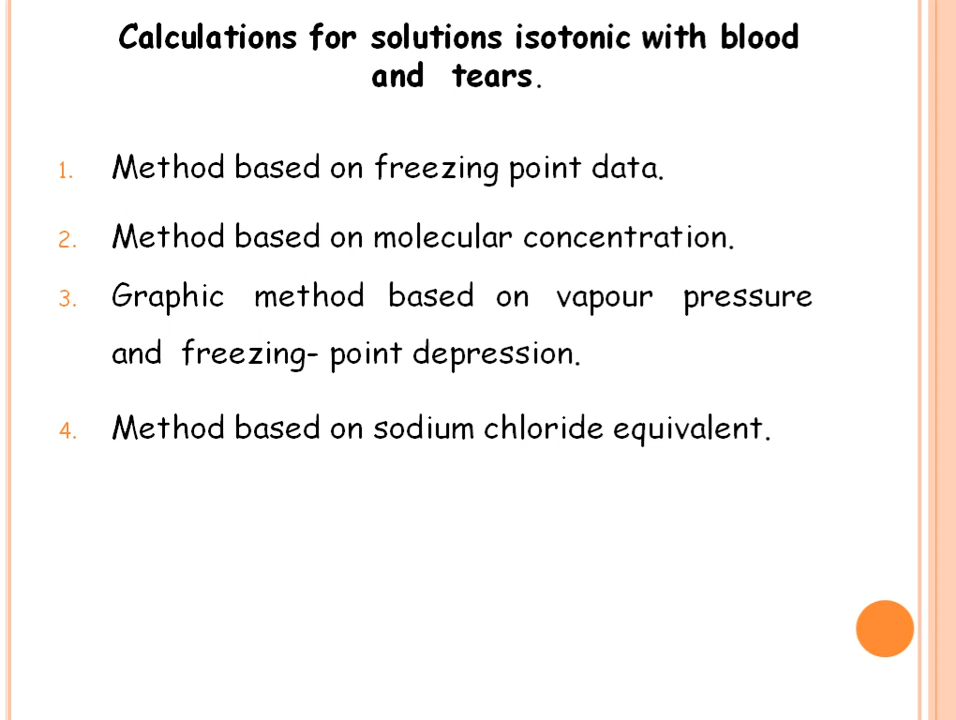 Calculations for solutions isotonic with blood
and tears.
1. Method based on freezing point data.
2. Method based on molecular concentration.
3. Graphic method based on vapour pressure
and freezing- point depression.
4. Method based on sodium chloride equivalent.